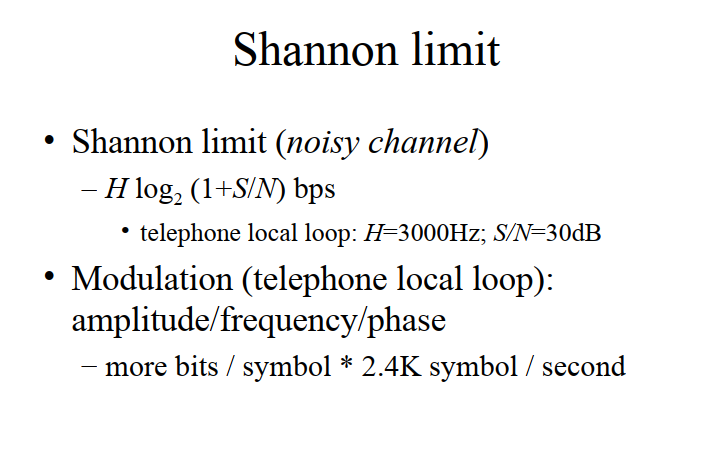 Shannon limit
• Shannon limit (noisy channel)
– H log₂ (1+S/N) bps
• telephone local loop: H=3000Hz; S/N=30dB
• Modulation (telephone local loop):
amplitude/frequency/phase
– more bits / symbol * 2.4K symbol / second